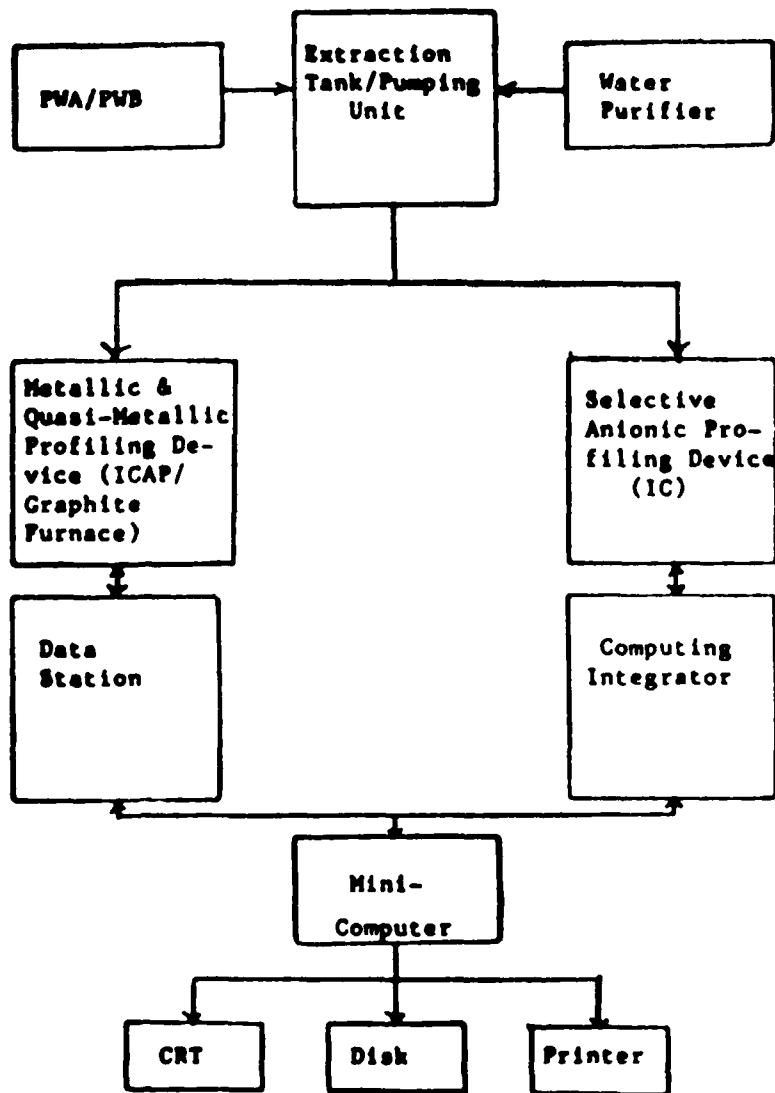 PWA/PWB
Extraction
Tank/Pumping
Unit
Water
Purifier
Metallic &
Quasi-Metallic
Profiling De-
vice (ICAP/
Graphite
Furnace)
Selective
Anionic Pro-
filing Device
(IC)
Data
Station
Computing
Integrator
Mini-
Computer
CRT
Disk
Printer